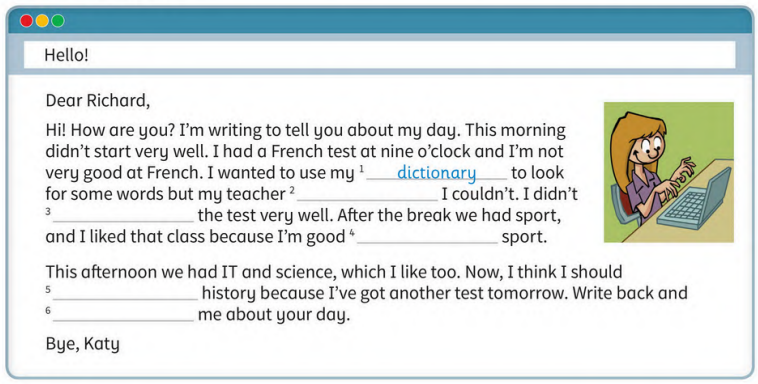 Hello!
Dear Richard,
Hi! How are you? I'm writing to tell you about my day. This morning
didn't start very well. I had a French test at nine o'clock and I'm not
very good at French. I wanted to use my 1 dictionary to look
for some words but my teacher 2 ____________ I couldn't. I didn't
3 ____________ the test very well. After the break we had sport,
and I liked that class because I'm good 4 ____________ sport.
This afternoon we had IT and science, which I like too. Now, I think I should
5 ____________ history because I've got another test tomorrow. Write back and
6 ____________ me about your day.
Bye, Katy